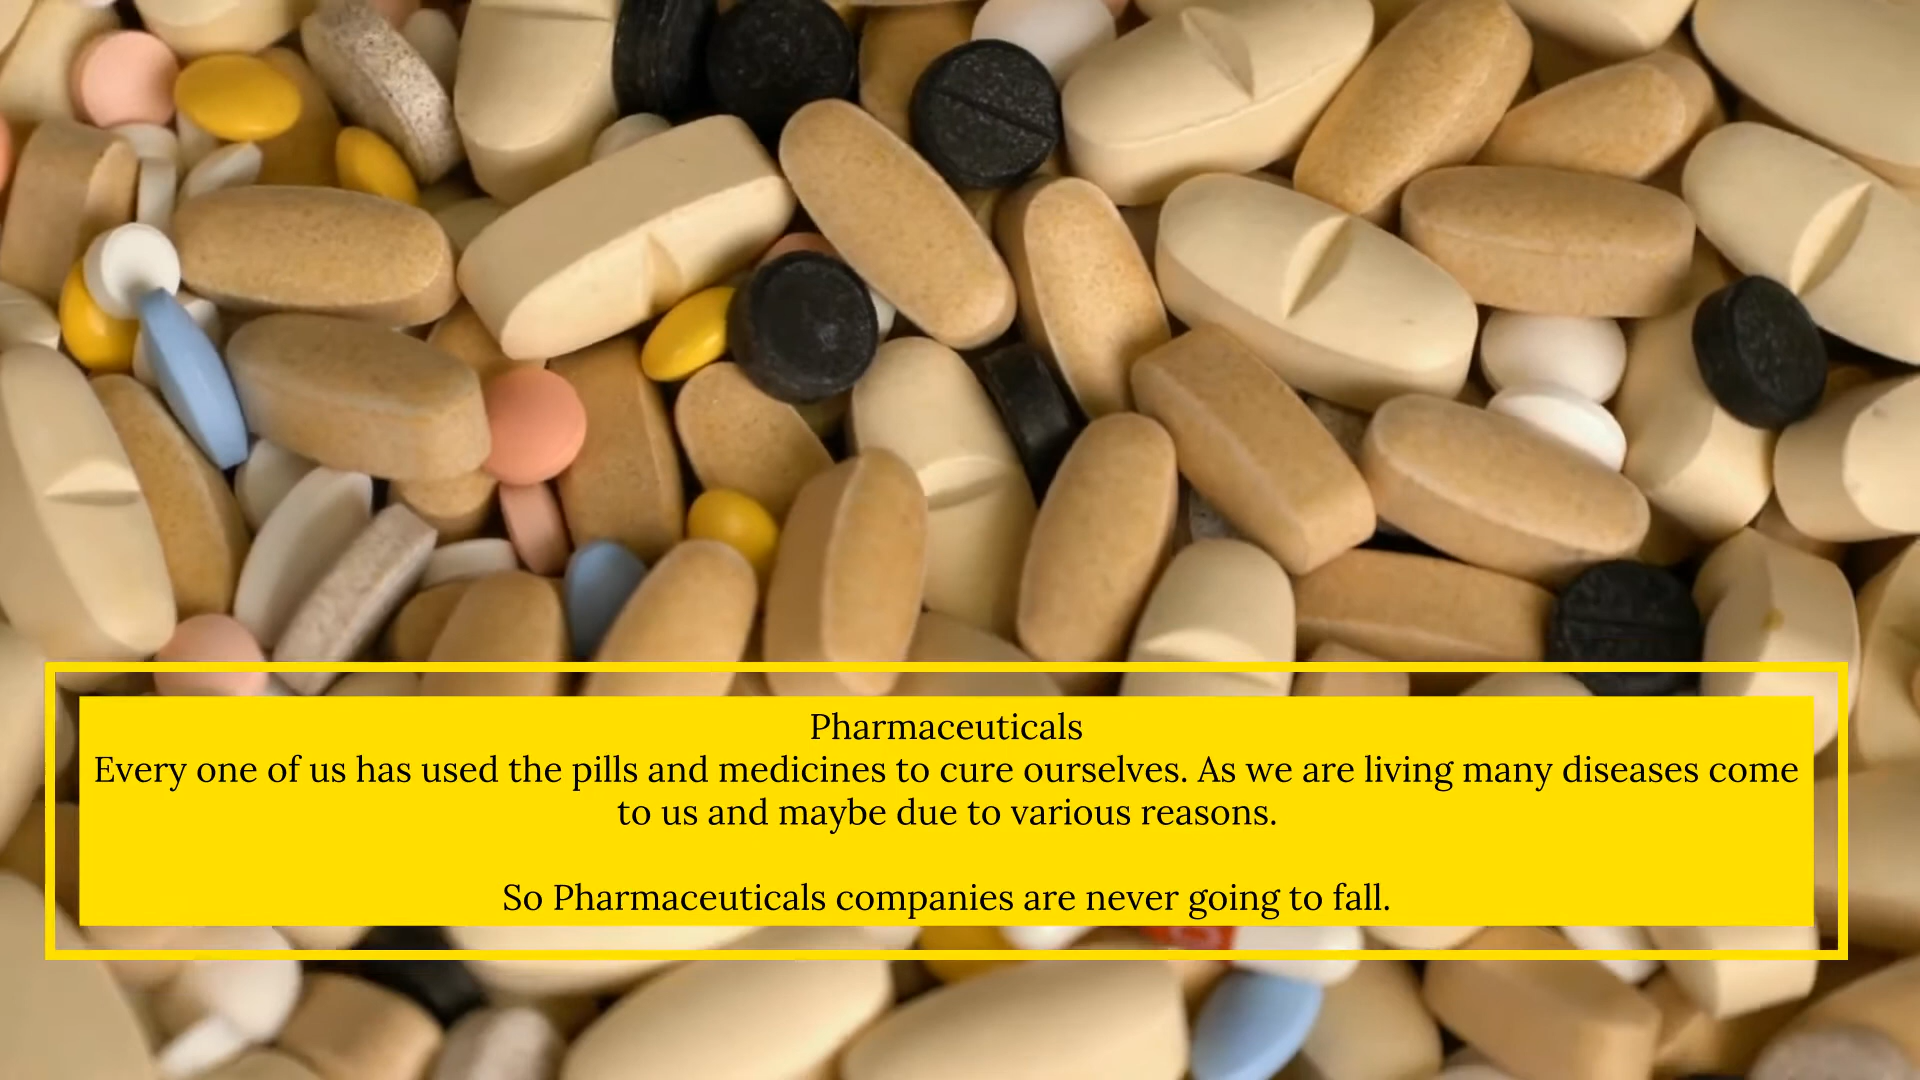 Pharmaceuticals
Every one of us has used the pills and medicines to cure ourselves. As we are living many diseases come
to us and maybe due to various reasons.
So Pharmaceuticals companies are never going to fall.